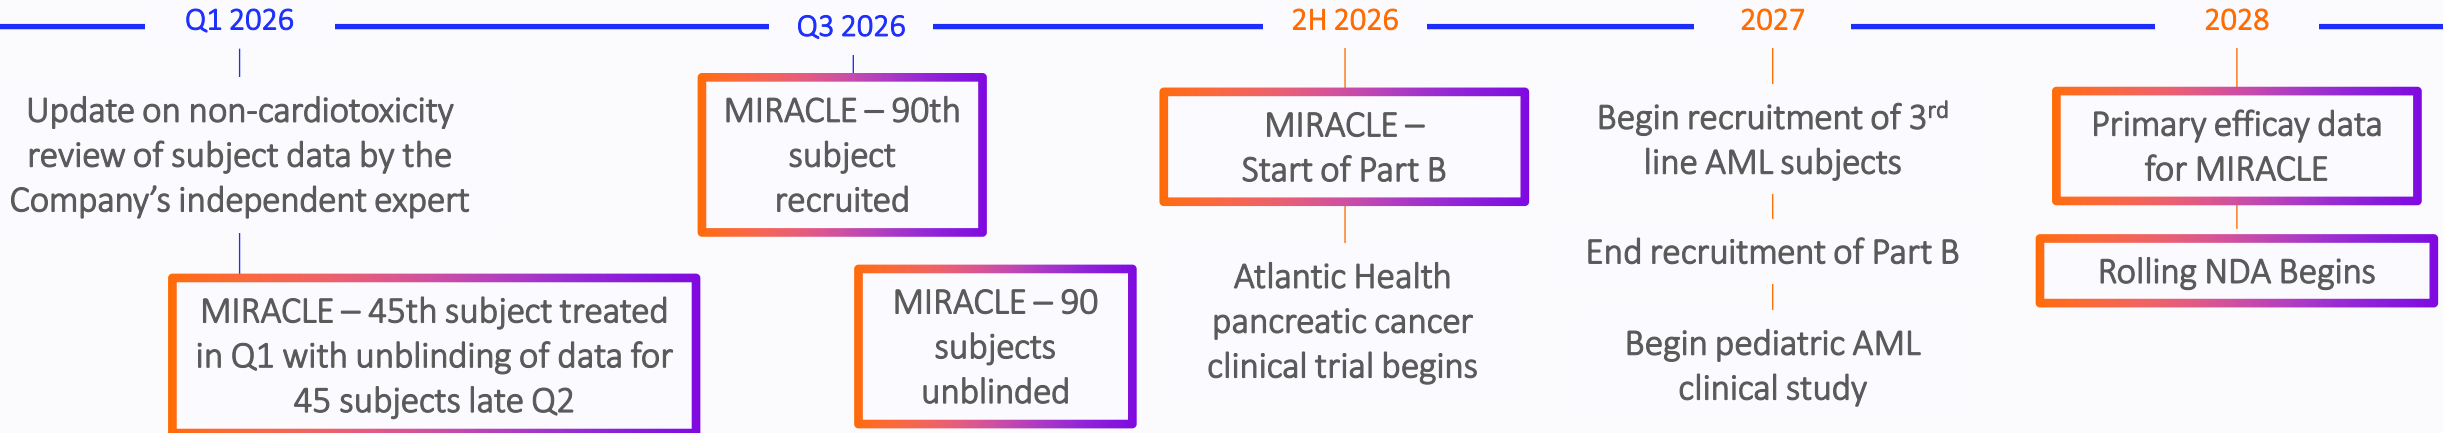 Q1 2026
Update on non-cardiotoxicity
review of subject data by the
Company’s independent expert
MIRACLE – 45th subject treated
in Q1 with unblinding of data for
45 subjects late Q2
Q3 2026
MIRACLE – 90th
subject
recruited
MIRACLE – 90
subjects
unblinded
2H 2026
MIRACLE –
Start of Part B
Atlantic Health
pancreatic cancer
clinical trial begins
2027
Begin recruitment of 3rd
line AML subjects
End recruitment of Part B
Begin pediatric AML
clinical study
2028
Primary efficay data
for MIRACLE
Rolling NDA Begins